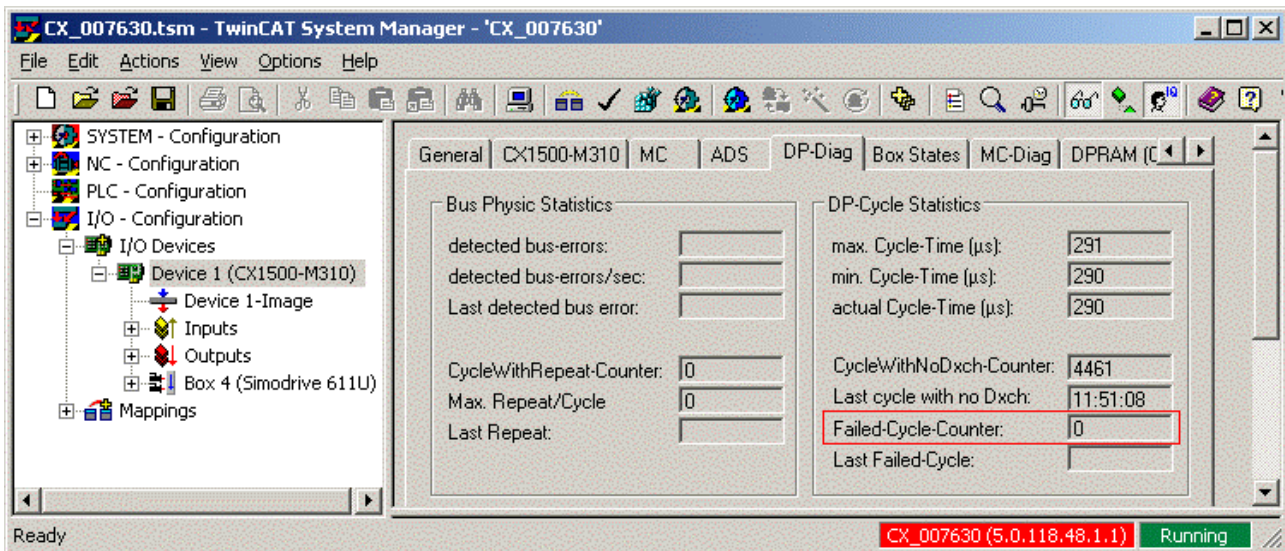 CX_007630.tsm - TwinCAT System Manager - 'CX_007630'
File Edit Actions View Options Help
SYSTEM - Configuration
NC - Configuration
PLC - Configuration
I/O - Configuration
I/O Devices
Device 1 (CX1500-M310)
Device 1-Image
Inputs
Outputs
Box 4 (Simodrive 611U)
Mappings
General CX1500-M310 MC ADS DP-Diag Box States MC-Diag DPRAM (
Bus Physic Statistics
detected bus-errors:
detected bus-errors/sec:
Last detected bus error:
CycleWithRepeat-Counter: 0
Max. Repeat/Cycle 0
Last Repeat:
DP-Cycle Statistics
max. Cycle-Time (µs): 291
min. Cycle-Time (µs): 290
actual Cycle-Time (µs): 290
CycleWithNoDxch-Counter: 4461
Last cycle with no Dxch: 11:51:08
Failed-Cycle-Counter: 0
Last Failed-Cycle:
Ready CX_007630 (5.0.118.48.1.1) Running